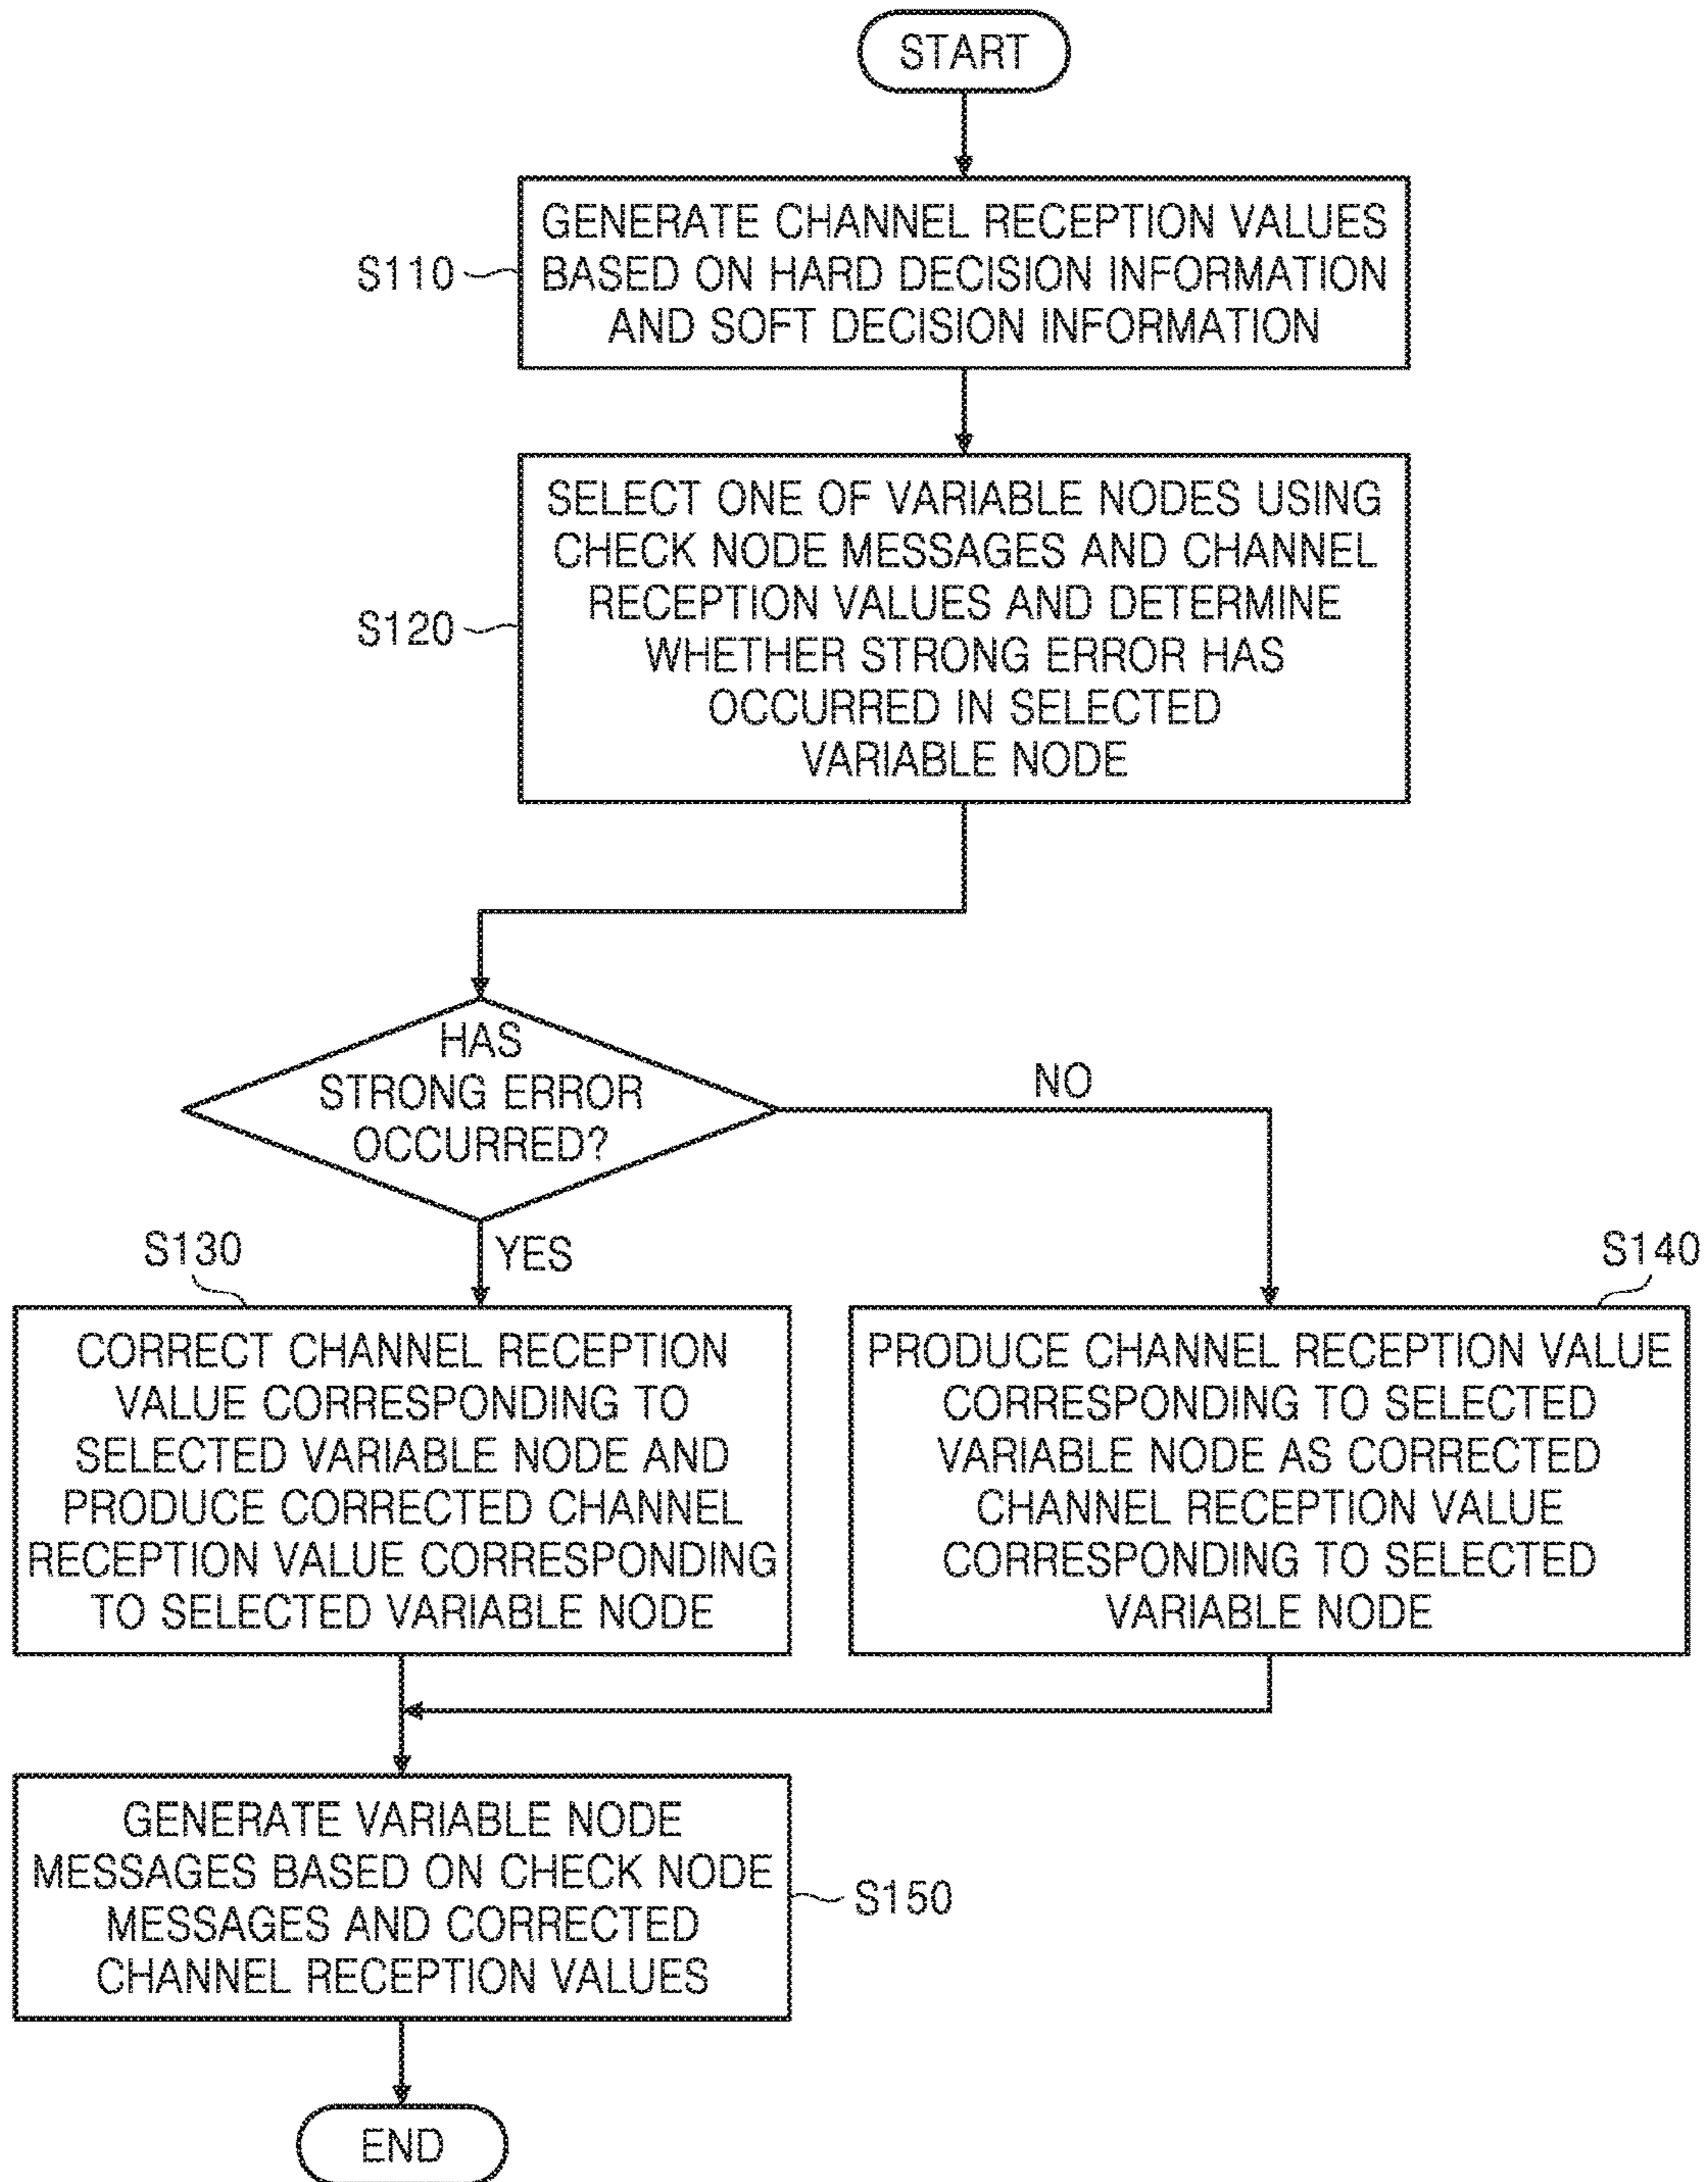 START
S110
GENERATE CHANNEL RECEPTION VALUES
BASED ON HARD DECISION INFORMATION
AND SOFT DECISION INFORMATION
S120
SELECT ONE OF VARIABLE NODES USING
CHECK NODE MESSAGES AND CHANNEL
RECEPTION VALUES AND DETERMINE
WHETHER STRONG ERROR HAS
OCCURRED IN SELECTED
VARIABLE NODE
HAS
STRONG ERROR
OCCURRED?
NO
YES
S130
CORRECT CHANNEL RECEPTION
VALUE CORRESPONDING TO
SELECTED VARIABLE NODE AND
PRODUCE CORRECTED CHANNEL
RECEPTION VALUE CORRESPONDING
TO SELECTED VARIABLE NODE
S140
PRODUCE CHANNEL RECEPTION VALUE
CORRESPONDING TO SELECTED
VARIABLE NODE AS CORRECTED
CHANNEL RECEPTION VALUE
CORRESPONDING TO SELECTED
VARIABLE NODE
GENERATE VARIABLE NODE
MESSAGES BASED ON CHECK NODE
MESSAGES AND CORRECTED
CHANNEL RECEPTION VALUES
S150
END